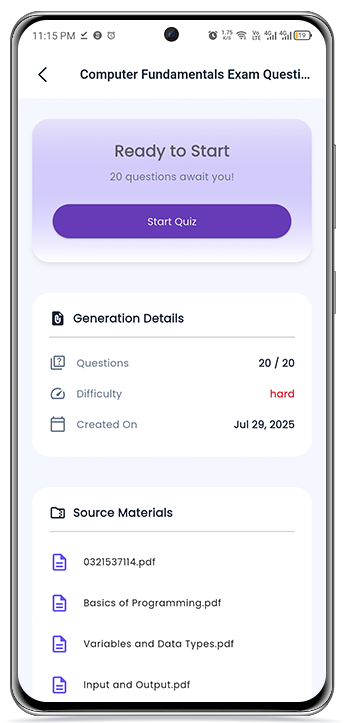 11:15 PM
1.75 K/S Vo LTE 4G 4G 19
Computer Fundamentals Exam Questi...
Ready to Start
20 questions await you!
Start Quiz
Generation Details
Questions 20 / 20
Difficulty hard
Created On Jul 29, 2025
Source Materials
0321537114.pdf
Basics of Programming.pdf
Variables and Data Types.pdf
Input and Output.pdf